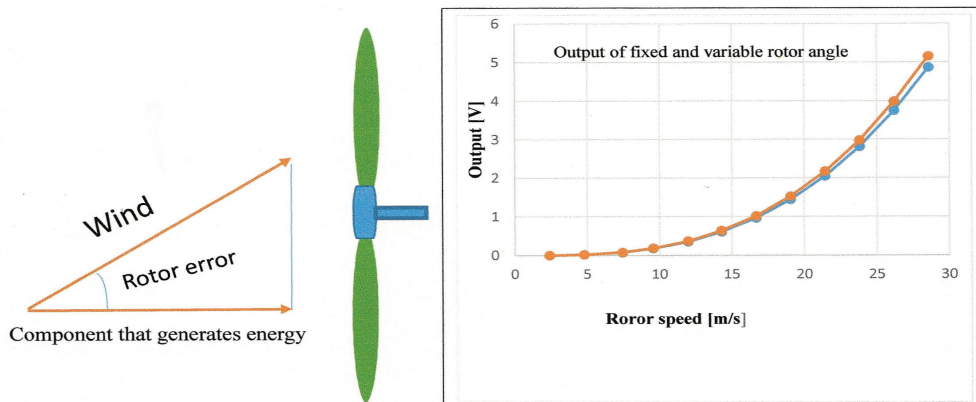 Wind
Rotor error
Component that generates energy
Output of fixed and variable rotor angle
Output [V]
6
5
4
3
2
1
0
0 5 10 15 20 25 30
Roror speed [m/s]